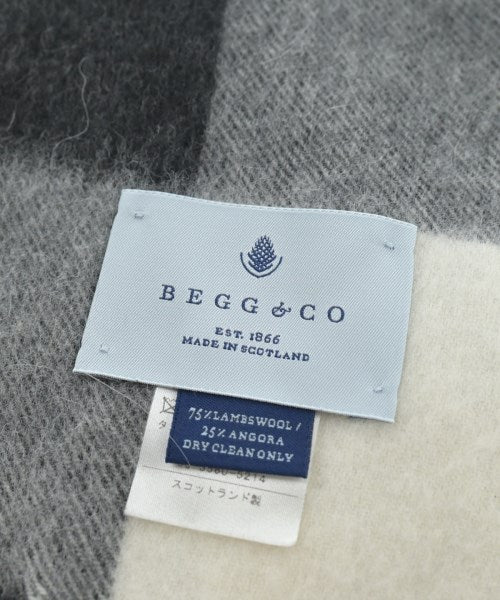 BEGG & CO
EST. 1866
MADE IN SCOTLAND
75% LAMBSWOOL /
25% ANGORA
DRY CLEAN ONLY
スコットランド製